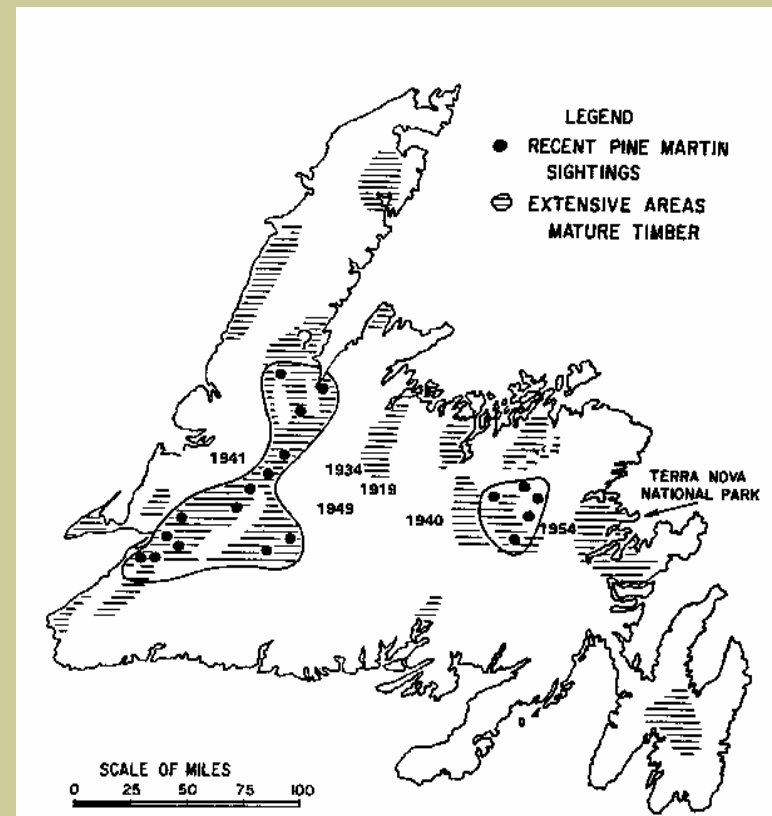 LEGEND
RECENT PINE MARTIN
SIGHTINGS
EXTENSIVE AREAS
MATURE TIMBER
1941
1934
1919
1949
1940
1954
TERRA NOVA
NATIONAL PARK
SCALE OF MILES
0 25 50 75 100